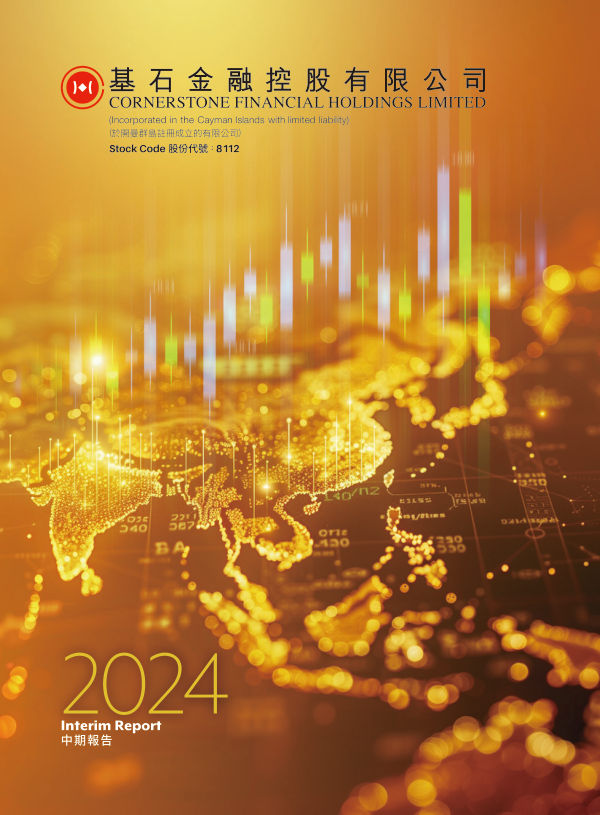 基石金融控股有限公司
CORNERSTONE FINANCIAL HOLDINGS LIMITED
(Incorporated in the Cayman Islands with limited liability)
(於開曼群島註冊成立的有限公司)
Stock Code 股份代號：8112
2024
Interim Report
中期報告